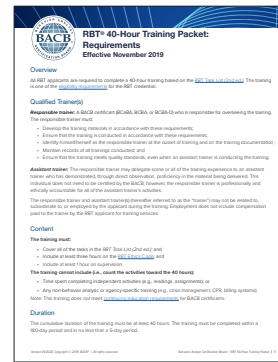 BACB
BEHAVIOR ANALYST CERTIFICATION BOARD
RBT® 40-Hour Training Packet:
Requirements
Effective November 2019
Overview
All RBT applicants are required to complete a 40-hour training based on the RBT Task List (2nd ed.). The training
is one of the eligibility requirements for the RBT credential.
Qualified Trainer(s)
Responsible trainer: A BACB certificant (BCaBA, BCBA, or BCBA-D) who is responsible for overseeing the training.
The responsible trainer must:
• Develop the training materials in accordance with these requirements;
• Ensure that the training is conducted in accordance with these requirements;
• Identify himself/herself as the responsible trainer at the outset of training and on the training documentation;
• Maintain records of all training conducted; and
• Ensure that the training meets quality standards, even when an assistant trainer is conducting the training.
Assistant trainer: The responsible trainer may delegate some or all of the training experience to an assistant
trainer who has demonstrated, through direct observation, proficiency in the material being delivered. This
individual does not need to be certified by the BACB, however, the responsible trainer is professionally and
ethically accountable for all of the assistant trainer's activities.
The responsible trainer and assistant trainer(s) (hereafter referred to as the "trainer") may not be related to,
subordinate to, or employed by the applicant during the training. Employment does not include compensation
paid to the trainer by the RBT applicant for training services.
Content
The training must:
• Cover all of the tasks in the RBT Task List (2nd ed.); and
• Include at least three hours on the RBT Ethics Code; and
• Include at least 1 hour on supervision.
The training cannot include (i.e., count the activities toward the 40 hours):
• Time spent completing independent activities (e.g., readings, assignments); or
• Any non-behavior analytic or agency-specific training (e.g., crisis management, CPR, billing systems)
Note: This training does not meet continuing education requirements for BACB certificants.
Duration
The cumulative duration of the training must be at least 40 hours. The training must be completed within a
180-day period and in no less than a 5-day period.